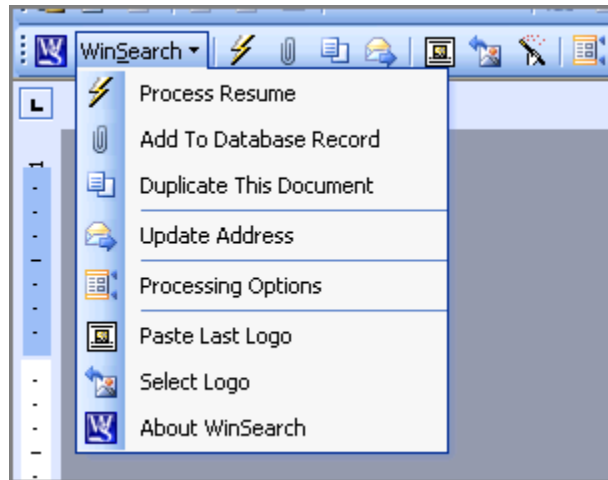 WinSearch
Process Resume
Add To Database Record
Duplicate This Document
Update Address
Processing Options
Paste Last Logo
Select Logo
About WinSearch